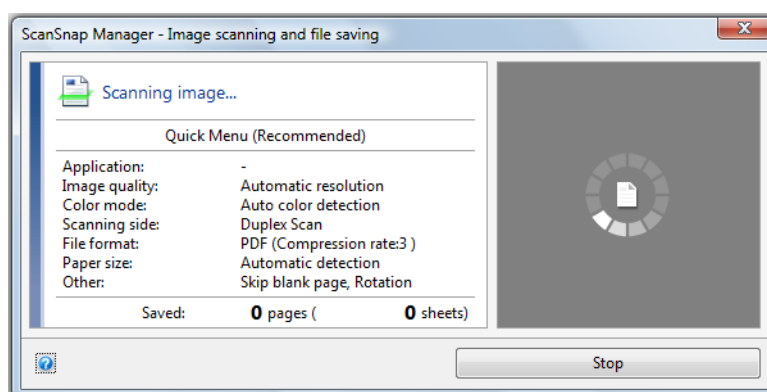 ScanSnap Manager - Image scanning and file saving
Scanning image...
Quick Menu (Recommended)
Application: -
Image quality: Automatic resolution
Color mode: Auto color detection
Scanning side: Duplex Scan
File format: PDF (Compression rate:3 )
Paper size: Automatic detection
Other: Skip blank page, Rotation
Saved: 0 pages ( 0 sheets)
Stop